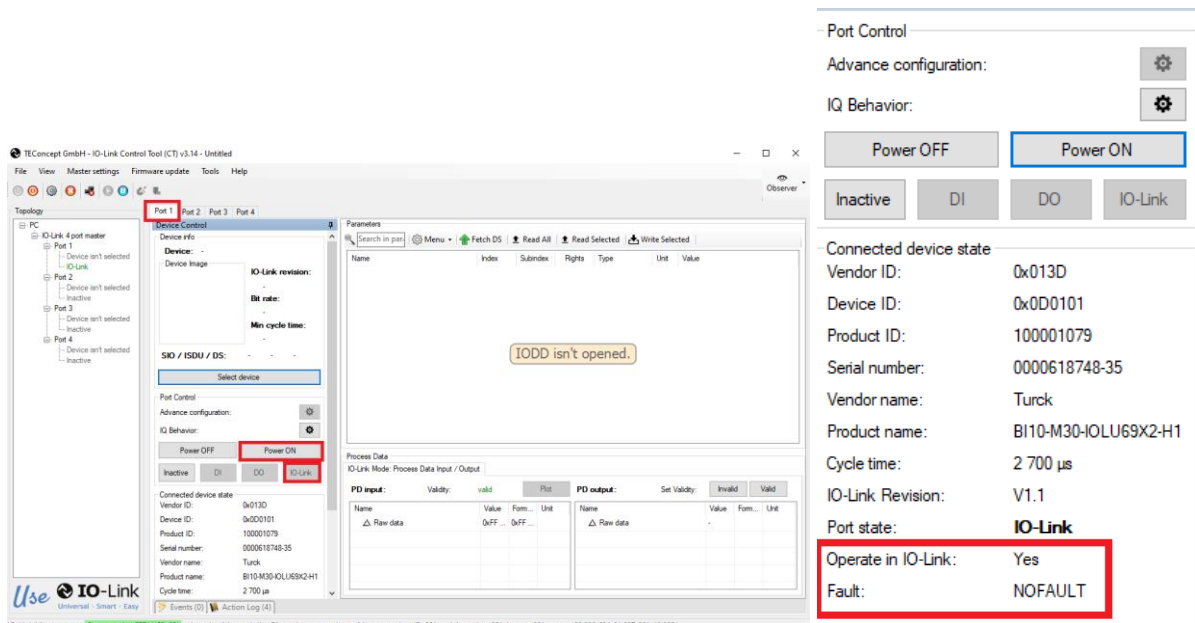 TEConcept GmbH - IO-Link Control Tool (CT) v3.14 - Untitled
File View Master settings Firmware update Tools Help
Observer
Topology
PC
IO-Link 4 port master
Port 1
Device isn't selected
IO-Link
Port 2
Device isn't selected
Inactive
Port 3
Device isn't selected
Inactive
Port 4
Device isn't selected
Inactive
Use IO-Link
Universal - Smart - Easy
Port 1 Port 2 Port 3 Port 4
Device Control
Device info
Device: -
Device Image
IO-Link revision:
-
Bit rate:
-
Min cycle time:
-
SIO / ISDU / DS: - - -
Select device
Port Control
Advance configuration:
IQ Behavior:
Power OFF Power ON
Inactive DI DO IO-Link
Connected device state
Vendor ID: 0x013D
Device ID: 0x0D0101
Product ID: 100001079
Serial number: 0000618748-35
Vendor name: Turck
Product name: BI10-M30-IOLU69X2-H1
Cycle time: 2 700 µs
Events (0) Action Log (4)
Parameters
Search in par Menu Fetch DS Read All Read Selected Write Selected
Name Index Subindex Rights Type Unit Value
IODD isn't opened.
Process Data
IO-Link Mode: Process Data Input / Output
PD input: Validity: valid Plot PD output: Set Validity: Invalid Valid
Name Value Form... Unit Name Value Form... Unit
Raw data 0xFF ... 0xFF ... Raw data -
Port Control
Advance configuration:
IQ Behavior:
Power OFF Power ON
Inactive DI DO IO-Link
Connected device state
Vendor ID: 0x013D
Device ID: 0x0D0101
Product ID: 100001079
Serial number: 0000618748-35
Vendor name: Turck
Product name: BI10-M30-IOLU69X2-H1
Cycle time: 2 700 µs
IO-Link Revision: V1.1
Port state: IO-Link
Operate in IO-Link: Yes
Fault: NOFAULT